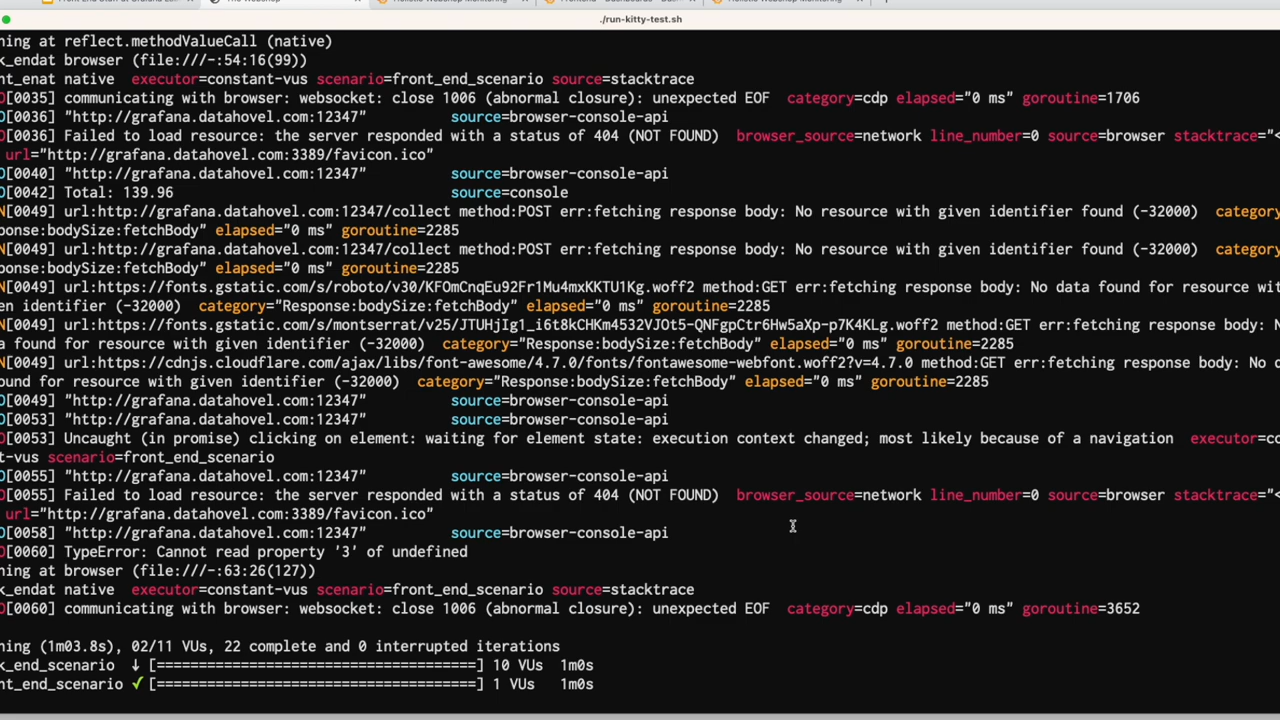 The Webshop
./run-kitty-test.sh
ning at reflect.methodValueCall (native)
k_endat browser (file:///-:54:16(99))
nt_enat native  executor=constant-vus scenario=front_end_scenario source=stacktrace
O[0035] communicating with browser: websocket: close 1006 (abnormal closure): unexpected EOF  category=cdp elapsed="0 ms" goroutine=1706
O[0036] "http://grafana.datahovel.com:12347"  source=browser-console-api
O[0036] Failed to load resource: the server responded with a status of 404 (NOT FOUND)  browser_source=network line_number=0 source=browser stacktrace="<
url="http://grafana.datahovel.com:3389/favicon.ico"
O[0040] "http://grafana.datahovel.com:12347"  source=browser-console-api
O[0042] Total: 139.96  source=console
N[0049] url:http://grafana.datahovel.com:12347/collect method:POST err:fetching response body: No resource with given identifier found (-32000)  category
ponse:bodySize:fetchBody" elapsed="0 ms" goroutine=2285
N[0049] url:http://grafana.datahovel.com:12347/collect method:POST err:fetching response body: No resource with given identifier found (-32000)  category
ponse:bodySize:fetchBody" elapsed="0 ms" goroutine=2285
N[0049] url:https://fonts.gstatic.com/s/roboto/v30/KFOmCnqEu92Fr1Mu4mxKKTU1Kg.woff2 method:GET err:fetching response body: No data found for resource wit
en identifier (-32000)  category="Response:bodySize:fetchBody" elapsed="0 ms" goroutine=2285
N[0049] url:https://fonts.gstatic.com/s/montserrat/v25/JTUHjIg1_i6t8kCHKm4532VJOt5-QNFgpCtr6Hw5aXp-p7K4KLg.woff2 method:GET err:fetching response body: N
a found for resource with given identifier (-32000)  category="Response:bodySize:fetchBody" elapsed="0 ms" goroutine=2285
N[0049] url:https://cdnjs.cloudflare.com/ajax/libs/font-awesome/4.7.0/fonts/fontawesome-webfont.woff2?v=4.7.0 method:GET err:fetching response body: No d
ound for resource with given identifier (-32000)  category="Response:bodySize:fetchBody" elapsed="0 ms" goroutine=2285
O[0049] "http://grafana.datahovel.com:12347"  source=browser-console-api
O[0053] "http://grafana.datahovel.com:12347"  source=browser-console-api
O[0053] Uncaught (in promise) clicking on element: waiting for element state: execution context changed; most likely because of a navigation  executor=co
t-vus scenario=front_end_scenario
O[0055] "http://grafana.datahovel.com:12347"  source=browser-console-api
O[0055] Failed to load resource: the server responded with a status of 404 (NOT FOUND)  browser_source=network line_number=0 source=browser stacktrace="<
url="http://grafana.datahovel.com:3389/favicon.ico"
O[0058] "http://grafana.datahovel.com:12347"  source=browser-console-api
O[0060] TypeError: Cannot read property '3' of undefined
ning at browser (file:///-:63:26(127))
k_endat native  executor=constant-vus scenario=front_end_scenario source=stacktrace
O[0060] communicating with browser: websocket: close 1006 (abnormal closure): unexpected EOF  category=cdp elapsed="0 ms" goroutine=3652
ning (1m03.8s), 02/11 VUs, 22 complete and 0 interrupted iterations
k_end_scenario  ↓ [======================================] 10 VUs  1m0s
nt_end_scenario ✓ [======================================] 1 VUs   1m0s